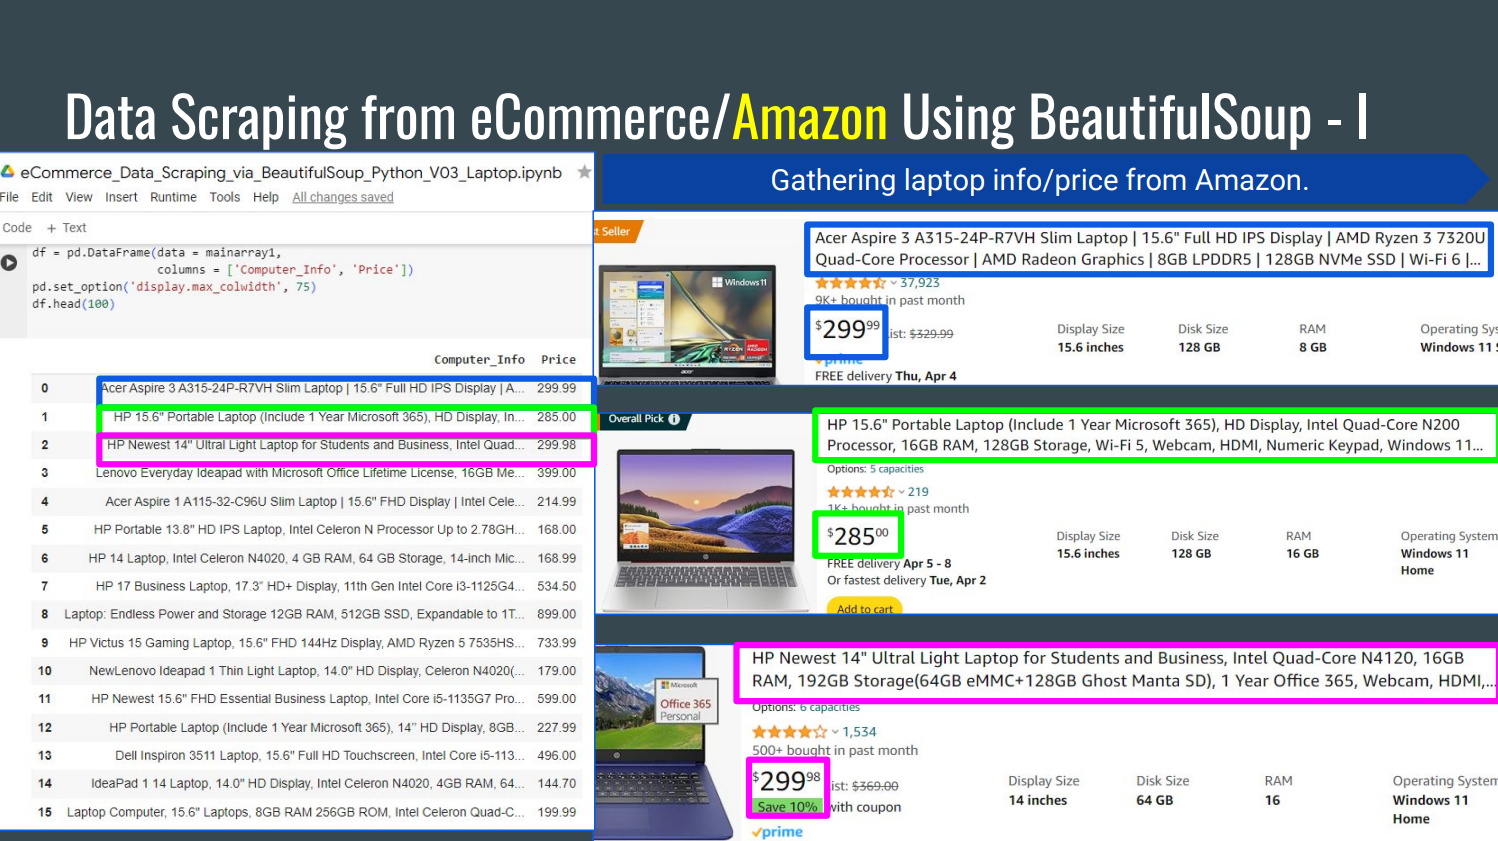 Data Scraping from eCommerce/Amazon Using BeautifulSoup - I
eCommerce_Data_Scraping_via_BeautifulSoup_Python_V03_Laptop.ipynb
File Edit View Insert Runtime Tools Help All changes saved
Code + Text
df = pd.DataFrame(data = mainarray1,
columns = ['Computer_Info', 'Price'])
pd.set_option('display.max_colwidth', 75)
df.head(100)
Computer_Info Price
0 Acer Aspire 3 A315-24P-R7VH Slim Laptop | 15.6" Full HD IPS Display | A... 299.99
1 HP 15.6" Portable Laptop (Include 1 Year Microsoft 365), HD Display, In... 285.00
2 HP Newest 14" Ultral Light Laptop for Students and Business, Intel Quad... 299.98
3 Lenovo Everyday Ideapad with Microsoft Office Lifetime License, 16GB Me... 399.00
4 Acer Aspire 1 A115-32-C96U Slim Laptop | 15.6" FHD Display | Intel Cele... 214.99
5 HP Portable 13.8" HD IPS Laptop, Intel Celeron N Processor Up to 2.78GH... 168.00
6 HP 14 Laptop, Intel Celeron N4020, 4 GB RAM, 64 GB Storage, 14-inch Mic... 168.99
7 HP 17 Business Laptop, 17.3" HD+ Display, 11th Gen Intel Core i3-1125G4... 534.50
8 Laptop: Endless Power and Storage 12GB RAM, 512GB SSD, Expandable to 1T... 899.00
9 HP Victus 15 Gaming Laptop, 15.6" FHD 144Hz Display, AMD Ryzen 5 7535HS... 733.99
10 NewLenovo Ideapad 1 Thin Light Laptop, 14.0" HD Display, Celeron N4020(... 179.00
11 HP Newest 15.6" FHD Essential Business Laptop, Intel Core i5-1135G7 Pro... 599.00
12 HP Portable Laptop (Include 1 Year Microsoft 365), 14" HD Display, 8GB... 227.99
13 Dell Inspiron 3511 Laptop, 15.6" Full HD Touchscreen, Intel Core i5-113... 496.00
14 IdeaPad 1 14 Laptop, 14.0" HD Display, Intel Celeron N4020, 4GB RAM, 64... 144.70
15 Laptop Computer, 15.6" Laptops, 8GB RAM 256GB ROM, Intel Celeron Quad-C... 199.99
Gathering laptop info/price from Amazon.
t Seller
Windows 11
RYZEN
acer
Acer Aspire 3 A315-24P-R7VH Slim Laptop | 15.6" Full HD IPS Display | AMD Ryzen 3 7320U
Quad-Core Processor | AMD Radeon Graphics | 8GB LPDDR5 | 128GB NVMe SSD | Wi-Fi 6 |...
37,923
9K+ bought in past month
$299 99 ist: $329.99
prime
FREE delivery Thu, Apr 4
Display Size Disk Size RAM Operating Sys
15.6 inches 128 GB 8 GB Windows 11 S
Overall Pick
HP 15.6" Portable Laptop (Include 1 Year Microsoft 365), HD Display, Intel Quad-Core N200
Processor, 16GB RAM, 128GB Storage, Wi-Fi 5, Webcam, HDMI, Numeric Keypad, Windows 11...
Options: 5 capacities
219
1K+ bought in past month
$285 00
FREE delivery Apr 5 - 8
Or fastest delivery Tue, Apr 2
Add to cart
Display Size Disk Size RAM Operating System
15.6 inches 128 GB 16 GB Windows 11
Home
Microsoft
Office 365
Personal
HP Newest 14" Ultral Light Laptop for Students and Business, Intel Quad-Core N4120, 16GB
RAM, 192GB Storage(64GB eMMC+128GB Ghost Manta SD), 1 Year Office 365, Webcam, HDMI,...
Options: 6 capacities
1,534
500+ bought in past month
$299 98 ist: $369.00
Save 10% with coupon
prime
Display Size Disk Size RAM Operating System
14 inches 64 GB 16 Windows 11
Home